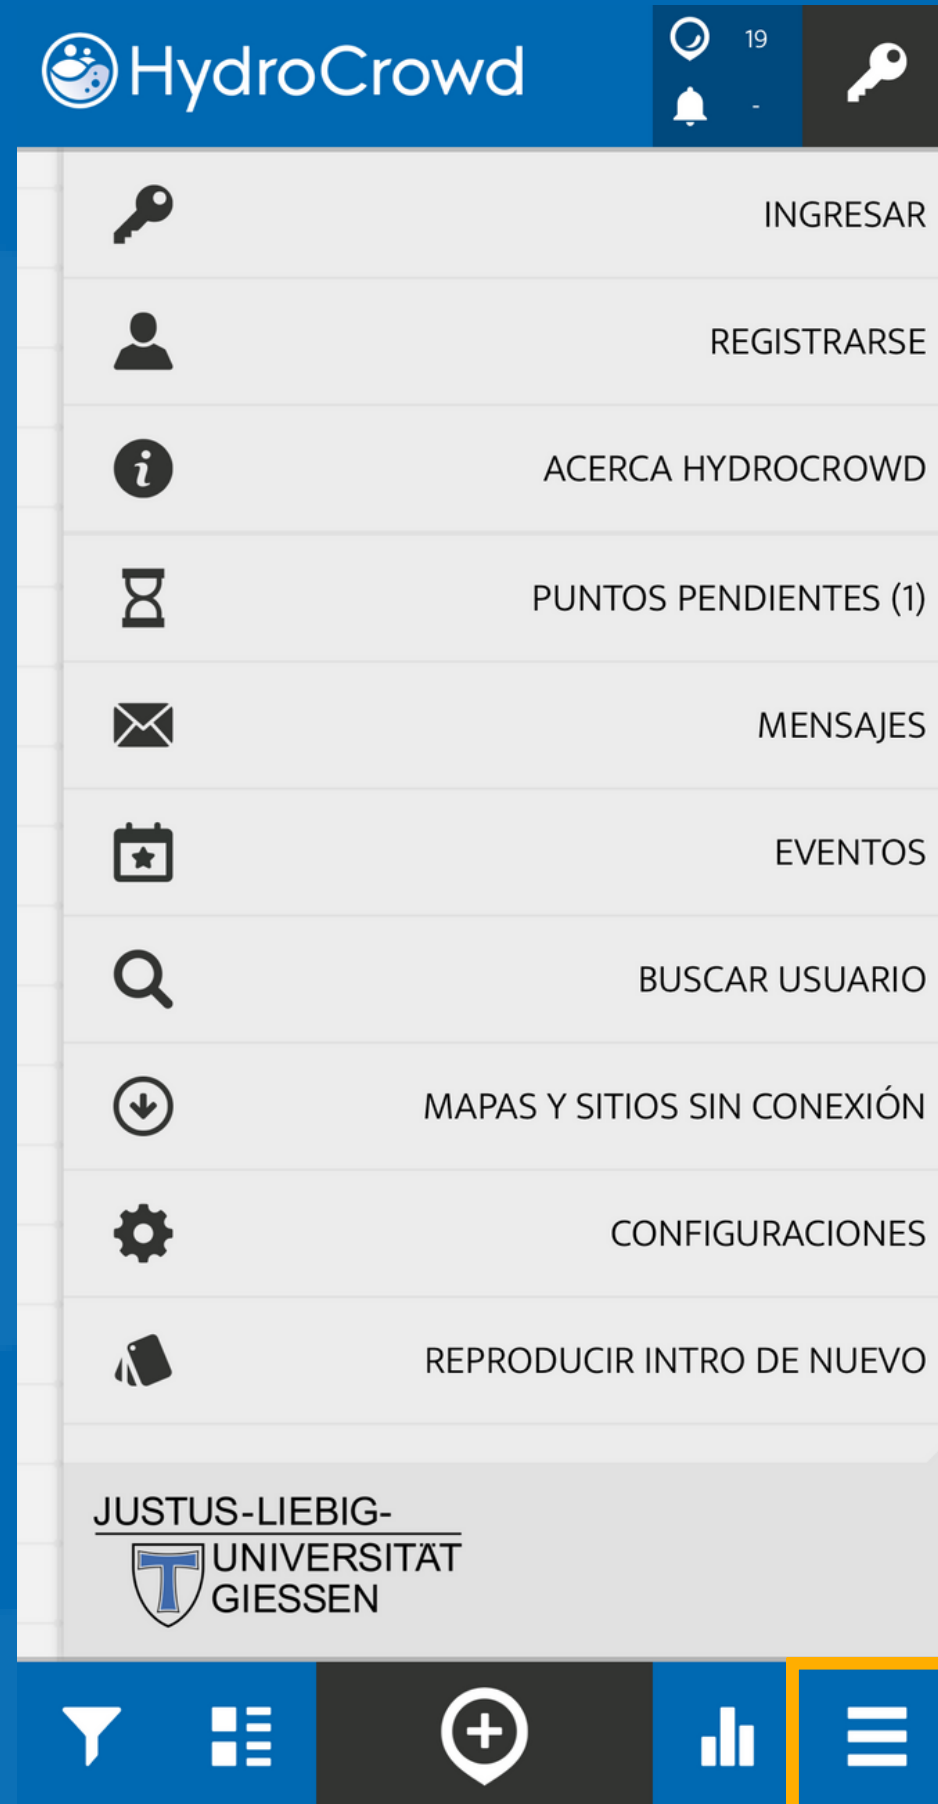 HydroCrowd
19
-
INGRESAR
REGISTRARSE
ACERCA HYDROCROWD
PUNTOS PENDIENTES (1)
MENSAJES
EVENTOS
BUSCAR USUARIO
MAPAS Y SITIOS SIN CONEXIÓN
CONFIGURACIONES
REPRODUCIR INTRO DE NUEVO
JUSTUS-LIEBIG-
UNIVERSITÄT
GIESSEN